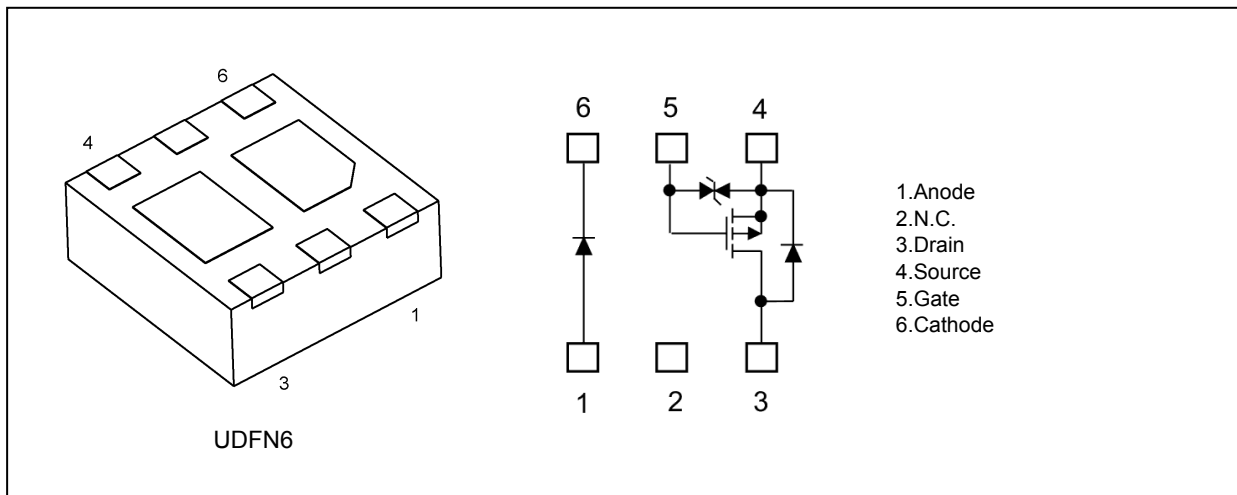 6
4
1
3
UDFN6
6 5 4
1 2 3
1.Anode
2.N.C.
3.Drain
4.Source
5.Gate
6.Cathode